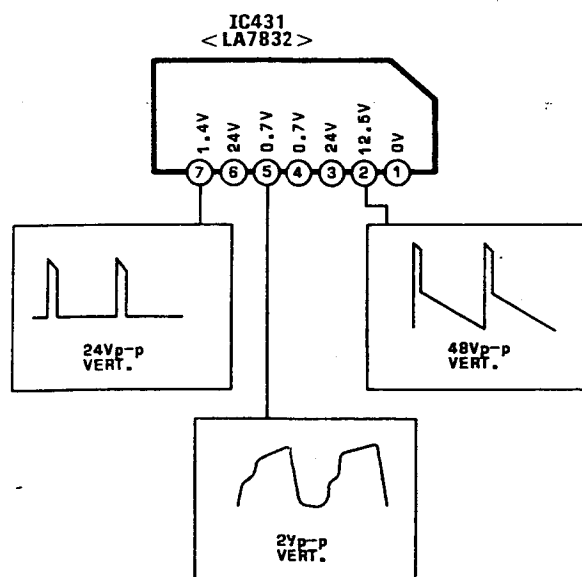 IC431
<LA7832>
1.4V 24V 0.7V 0.7V 24V 12.5V 0V
7 6 5 4 3 2 1
24Vp-p
VERT.
48Vp-p
VERT.
2Vp-p
VERT.